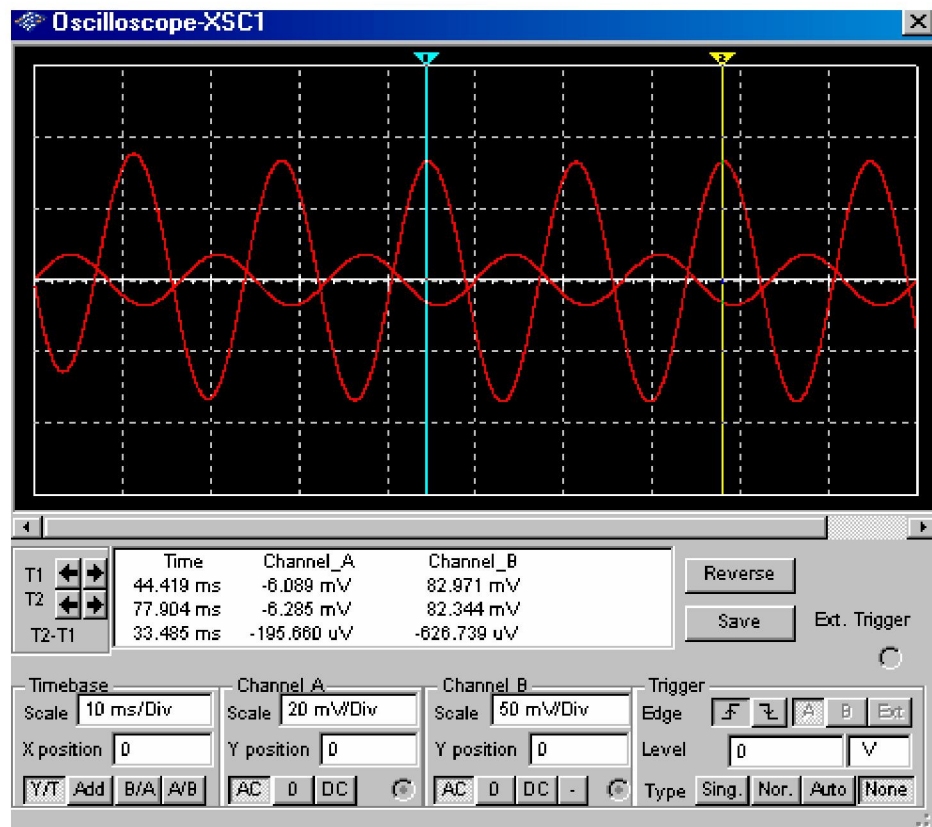 Oscilloscope-XSC1
1 2
Time Channel_A Channel_B
T1 44.419 ms -6.089 mV 82.971 mV
T2 77.904 ms -6.285 mV 82.344 mV
T2-T1 33.485 ms -195.660 uV -626.739 uV
Reverse
Save
Ext. Trigger
Timebase
Scale 10 ms/Div
X position 0
Y/T Add B/A A/B
Channel A
Scale 20 mV/Div
Y position 0
AC 0 DC
Channel B
Scale 50 mV/Div
Y position 0
AC 0 DC -
Trigger
Edge A B Ext
Level 0 V
Type Sing. Nor. Auto None